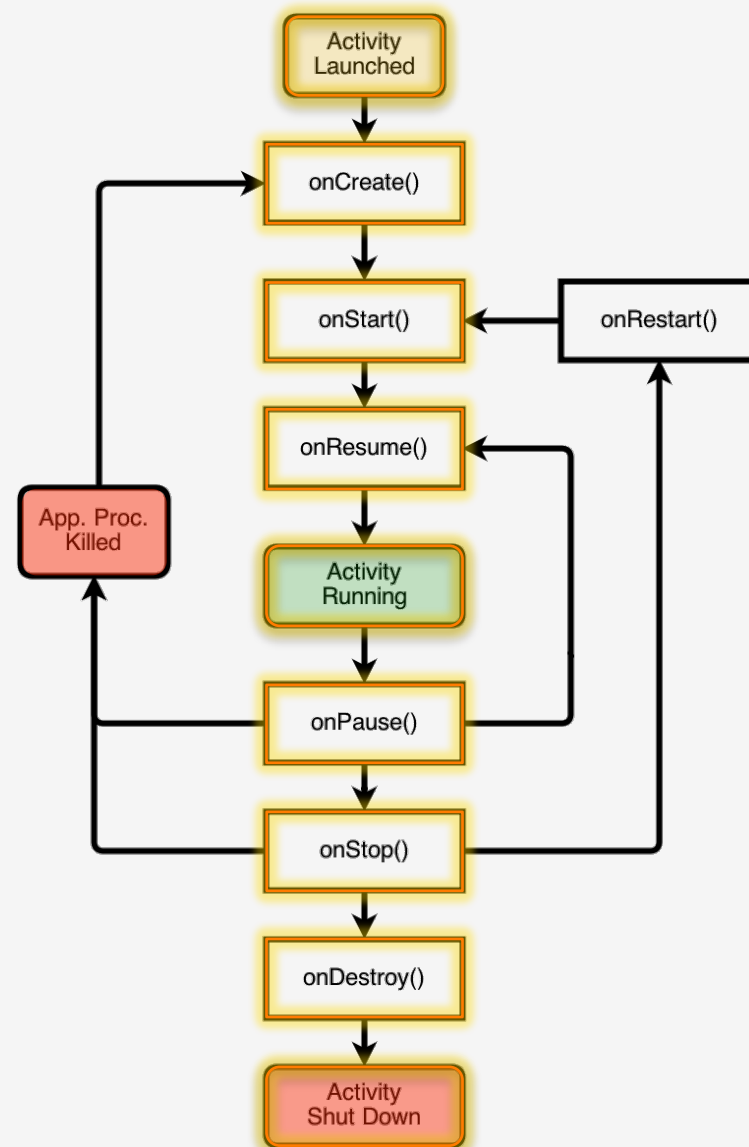 Activity
Launched
onCreate()
onStart()
onRestart()
onResume()
App. Proc.
Killed
Activity
Running
onPause()
onStop()
onDestroy()
Activity
Shut Down